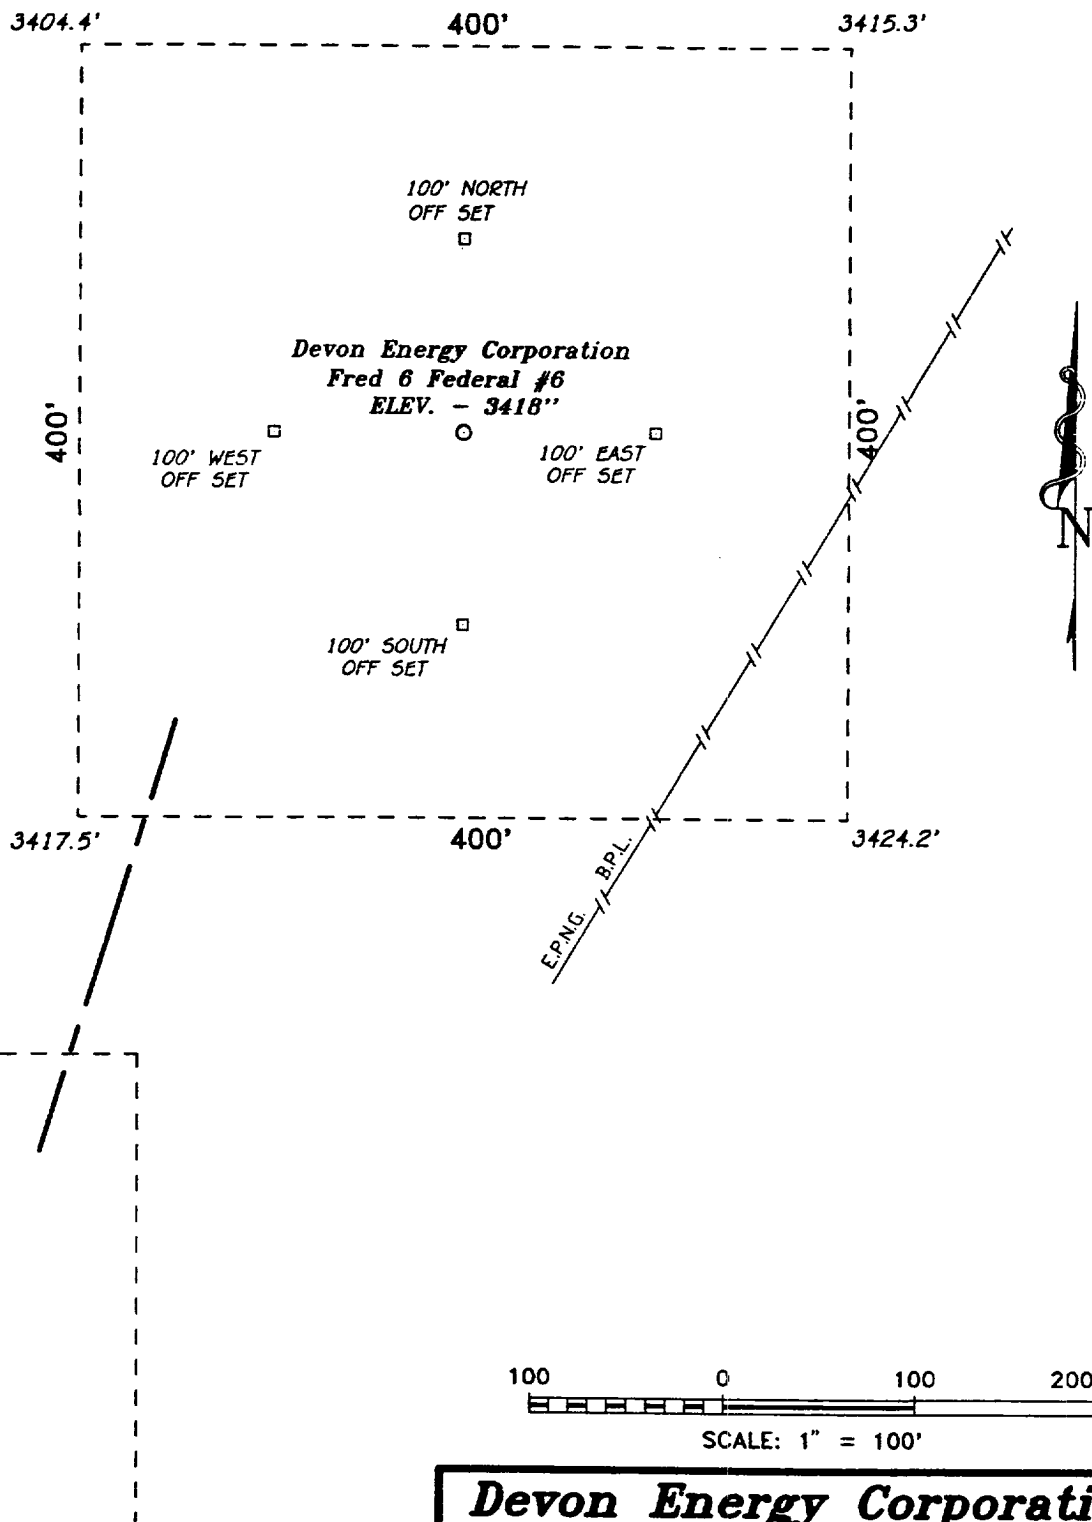 3404.4'
400'
3415.3'
100' NORTH
OFF SET
Devon Energy Corporation
Fred 6 Federal #6
ELEV. - 3418''
400'
400'
100' WEST
OFF SET
100' EAST
OFF SET
N
100' SOUTH
OFF SET
3417.5'
400'
3424.2'
B.P.L.
E.P.N.G.
100 0 100 200
SCALE: 1" = 100'
Devon Energy Corporati